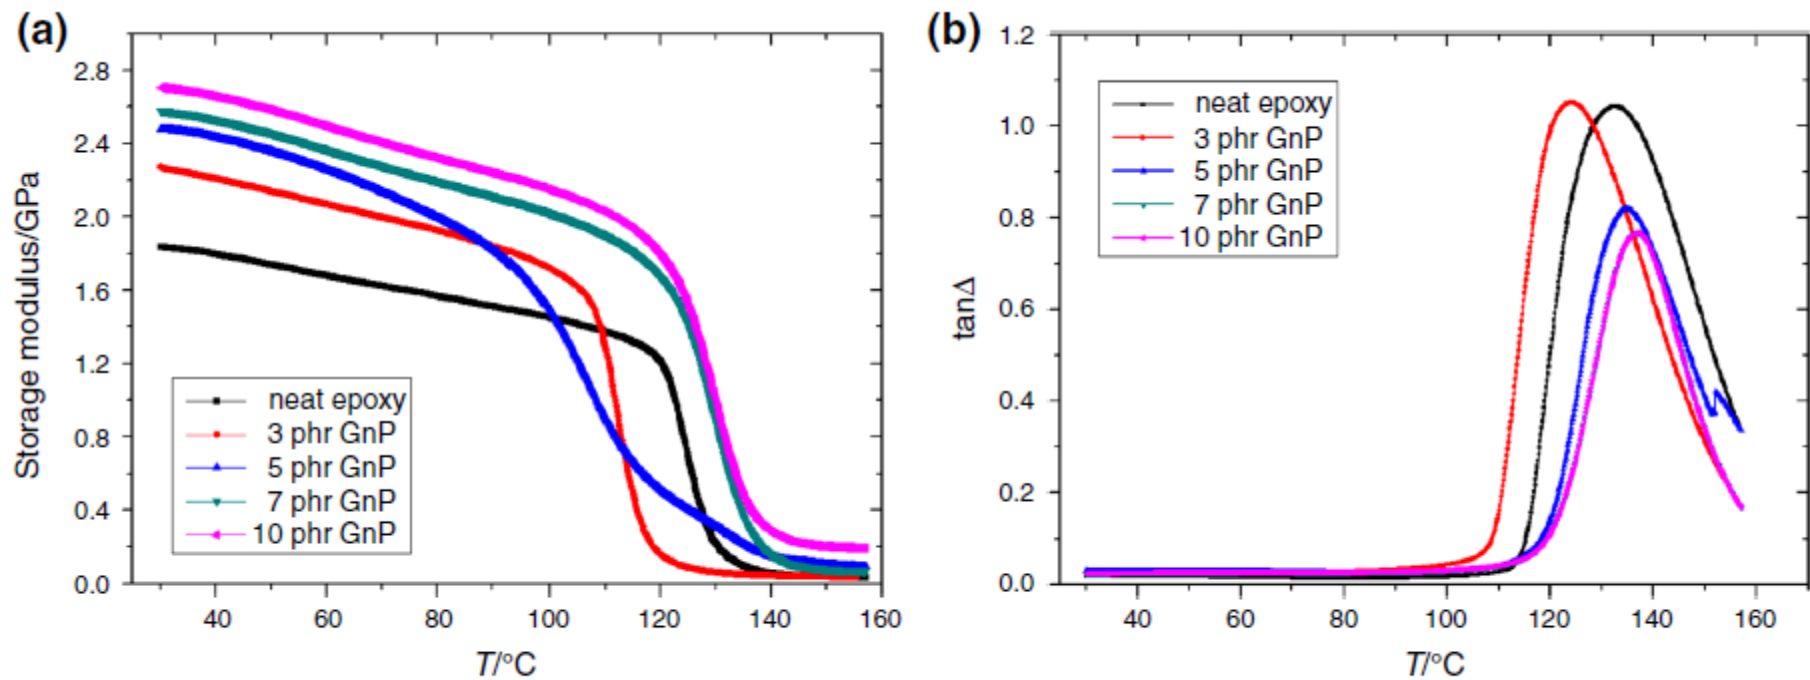 (a)
Storage modulus/GPa
2.8
2.4
2.0
1.6
1.2
0.8
0.4
0.0
neat epoxy
3 phr GnP
5 phr GnP
7 phr GnP
10 phr GnP
40 60 80 100 120 140 160
T/°C
(b)
tanΔ
1.2
1.0
0.8
0.6
0.4
0.2
0.0
neat epoxy
3 phr GnP
5 phr GnP
7 phr GnP
10 phr GnP
40 60 80 100 120 140 160
T/°C